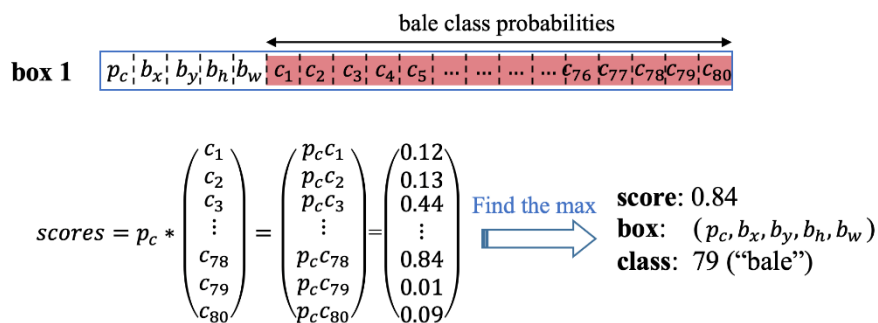 bale class probabilities
box 1 p_c b_x b_y b_h b_w c_1 c_2 c_3 c_4 c_5 ... ... ... ... c_76 c_77 c_78 c_79 c_80
scores = p_c * (c_1 c_2 c_3 ⋮ c_78 c_79 c_80) = (p_c c_1 p_c c_2 p_c c_3 ⋮ p_c c_78 p_c c_79 p_c c_80) = (0.12 0.13 0.44 ⋮ 0.84 0.01 0.09)
Find the max
score: 0.84
box: (p_c, b_x, b_y, b_h, b_w)
class: 79 (“bale”)